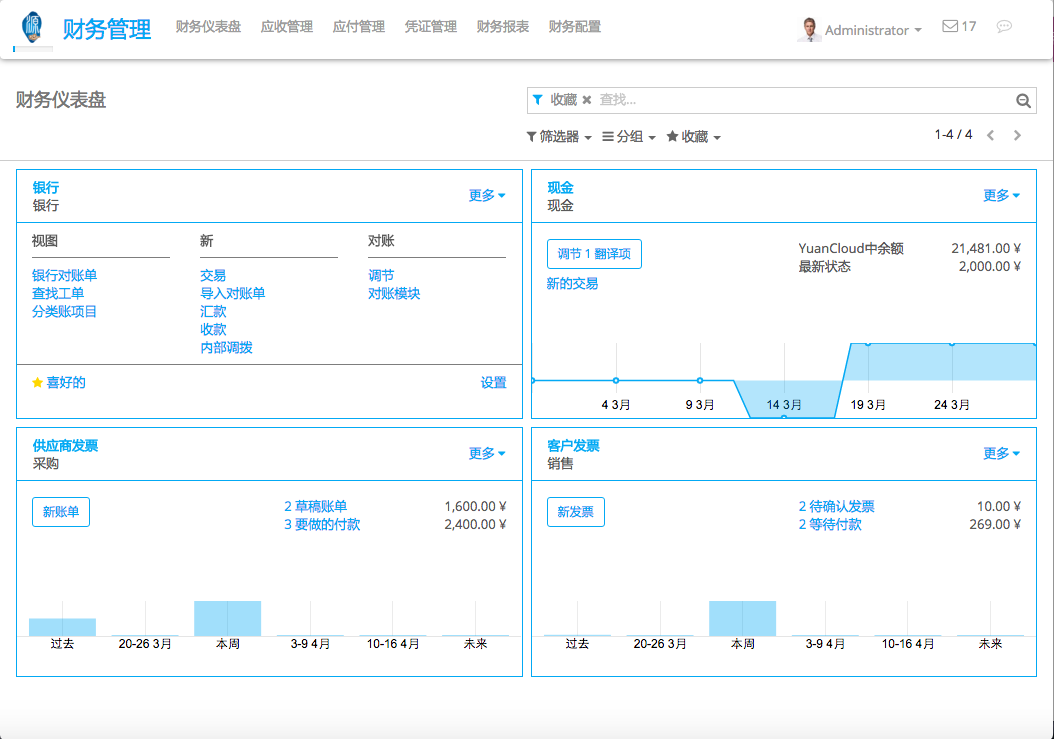 财务管理 财务仪表盘 应收管理 应付管理 凭证管理 财务报表 财务配置 Administrator 17
财务仪表盘
收藏 ✖ 查找...
筛选器 分组 收藏 1-4 / 4
银行 更多
银行
视图 新 对账
银行对账单 交易 调节
查找工单 导入对账单 对账模块
分类账项目 汇款
收款
内部调拨
喜好的 设置
现金 更多
现金
调节 1 翻译项 YuanCloud中余额 21,481.00 ¥
最新状态 2,000.00 ¥
新的交易
4 3月 9 3月 14 3月 19 3月 24 3月
供应商发票 更多
采购
新账单 2 草稿账单 1,600.00 ¥
3 要做的付款 2,400.00 ¥
过去 20-26 3月 本周 3-9 4月 10-16 4月 未来
客户发票 更多
销售
新发票 2 待确认发票 10.00 ¥
2 等待付款 269.00 ¥
过去 20-26 3月 本周 3-9 4月 10-16 4月 未来